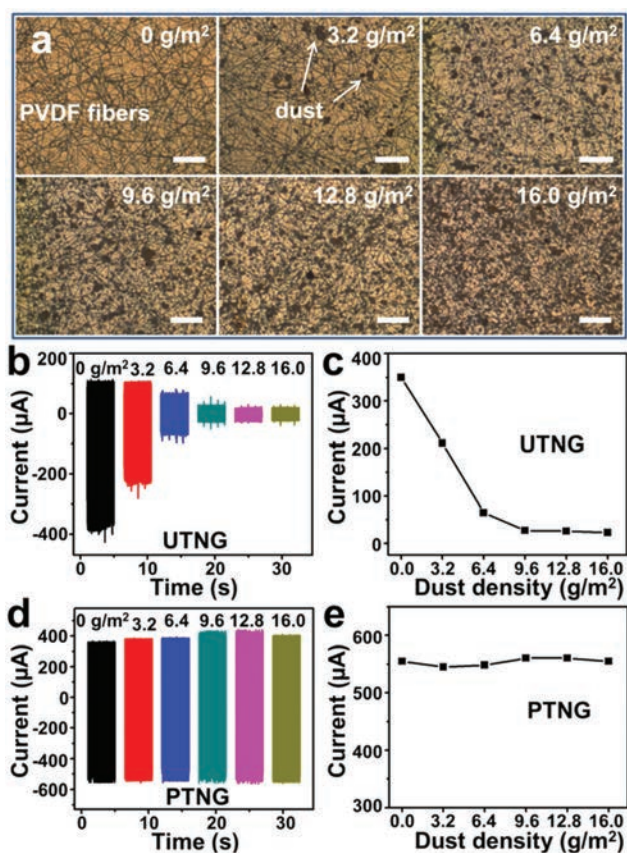 a
0 g/m²
3.2 g/m²
6.4 g/m²
PVDF fibers
dust
9.6 g/m²
12.8 g/m²
16.0 g/m²
b
200
0
-200
-400
Current (μA)
0 g/m² 3.2 6.4 9.6 12.8 16.0
UTNG
0 10 20 30
Time (s)
c
400
350
300
250
200
150
100
50
0
Current (μA)
UTNG
0.0 3.2 6.4 9.6 12.8 16.0
Dust density (g/m²)
d
400
200
0
-200
-400
-600
Current (μA)
0 g/m² 3.2 6.4 9.6 12.8 16.0
PTNG
0 10 20 30
Time (s)
e
600
500
400
300
Current (μA)
PTNG
0.0 3.2 6.4 9.6 12.8 16.0
Dust density (g/m²)